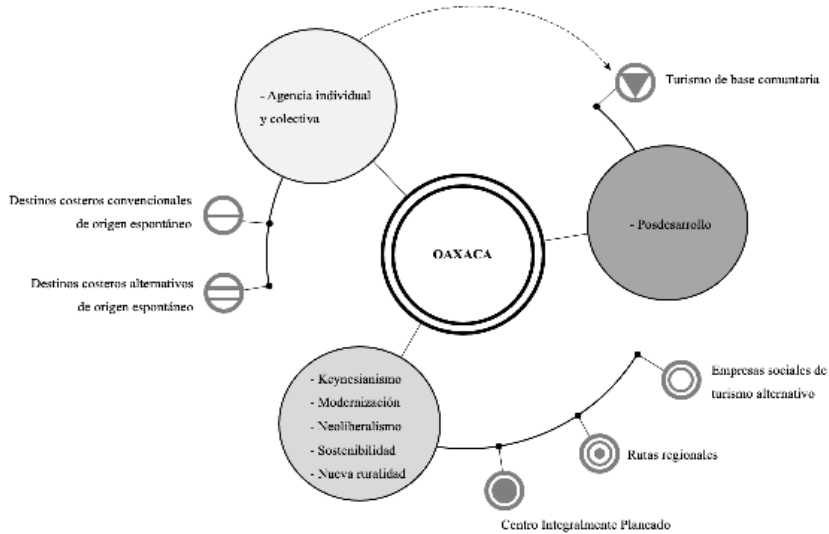 - Agencia individual
y colectiva
Turismo de base comuntaria
Destinos costeros convencionales
de origen espontáneo
Destinos costeros alternativos
de origen espontáneo
OAXACA
- Posdesarrollo
- Keynesianismo
- Modernización
- Neoliberalismo
- Sostenibilidad
- Nueva ruralidad
Empresas sociales de
turismo alternativo
Rutas regionales
Centro Integralmente Planeado